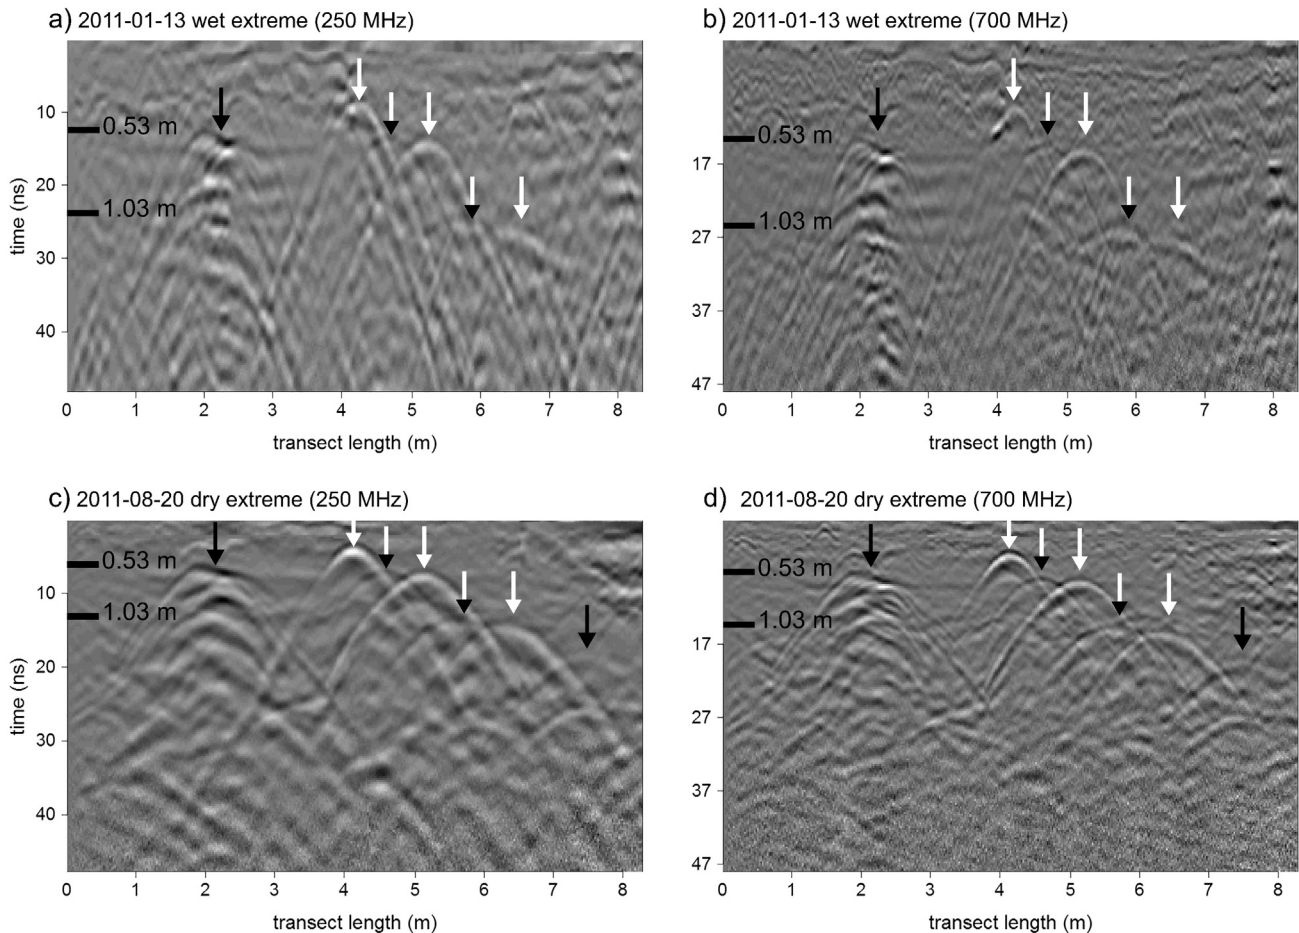 a) 2011-01-13 wet extreme (250 MHz)
10
20
30
40
time (ns)
0.53 m
1.03 m
0 1 2 3 4 5 6 7 8
transect length (m)
b) 2011-01-13 wet extreme (700 MHz)
17
27
37
47
0.53 m
1.03 m
0 1 2 3 4 5 6 7 8
transect length (m)
c) 2011-08-20 dry extreme (250 MHz)
10
20
30
40
time (ns)
0.53 m
1.03 m
0 1 2 3 4 5 6 7 8
transect length (m)
d) 2011-08-20 dry extreme (700 MHz)
17
27
37
47
0.53 m
1.03 m
0 1 2 3 4 5 6 7 8
transect length (m)